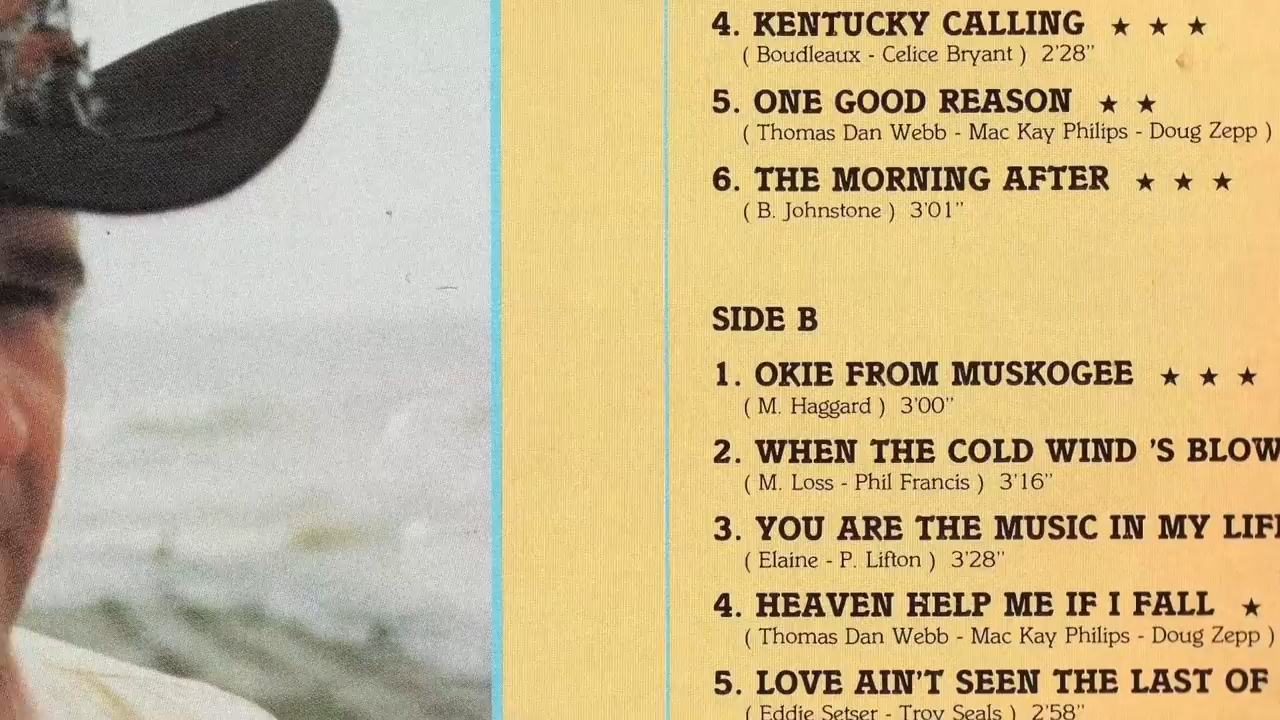 4. KENTUCKY CALLING ★ ★ ★
( Boudleaux - Celice Bryant ) 2'28"
5. ONE GOOD REASON ★ ★
( Thomas Dan Webb - Mac Kay Philips - Doug Zepp )
6. THE MORNING AFTER ★ ★ ★
( B. Johnstone ) 3'01"
SIDE B
1. OKIE FROM MUSKOGEE ★ ★ ★
( M. Haggard ) 3'00"
2. WHEN THE COLD WIND 'S BLOW
( M. Loss - Phil Francis ) 3'16"
3. YOU ARE THE MUSIC IN MY LIF
( Elaine - P. Lifton ) 3'28"
4. HEAVEN HELP ME IF I FALL ★
( Thomas Dan Webb - Mac Kay Philips - Doug Zepp )
5. LOVE AIN'T SEEN THE LAST OF
( Eddie Setser - Troy Seals ) 2'58"